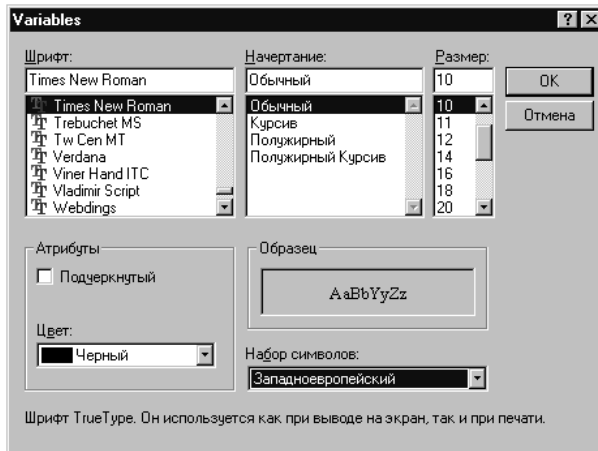 Variables
Шрифт: Начертание: Размер:
Times New Roman Обычный 10 OK
Times New Roman Обычный 10 Отмена
Trebuchet MS Курсив 11
Tw Cen MT Полужирный 12
Verdana Полужирный Курсив 14
Viner Hand ITC 16
Vladimir Script 18
Webdings 20
Атрибуты Образец
Подчеркнутый
AaBbYyZz
Цвет:
Черный
Набор символов:
Западноевропейский
Шрифт TrueType. Он используется как при выводе на экран, так и при печати.